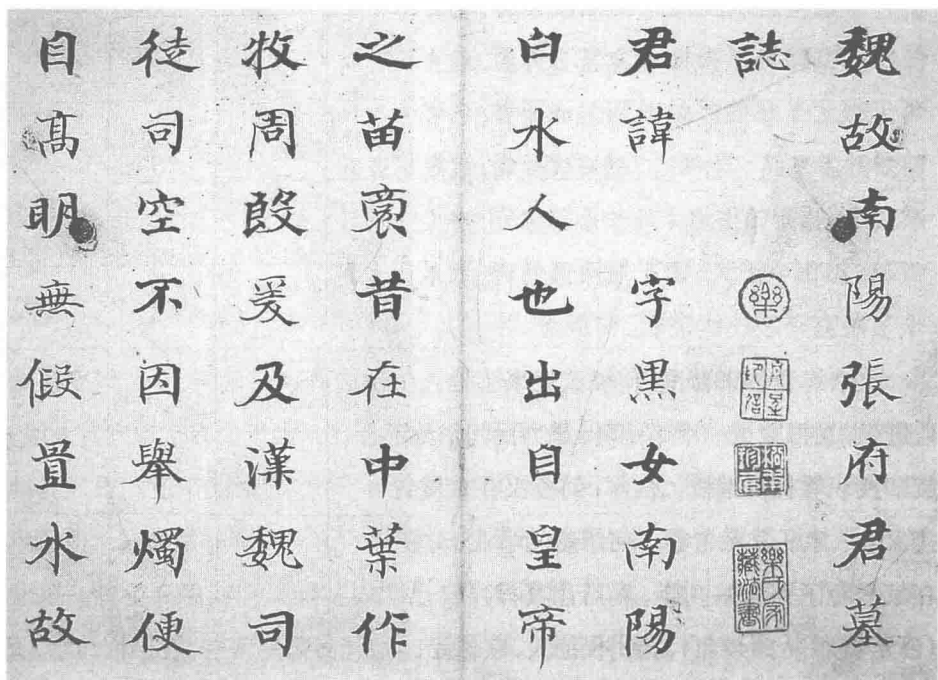 魏故南陽張府君墓
誌
君諱字黑女南陽
白水人也出自皇帝
之苗裔昔在中葉作
牧周殷爰及漢魏司
徒司空不因舉燭便
自高明無假置水故